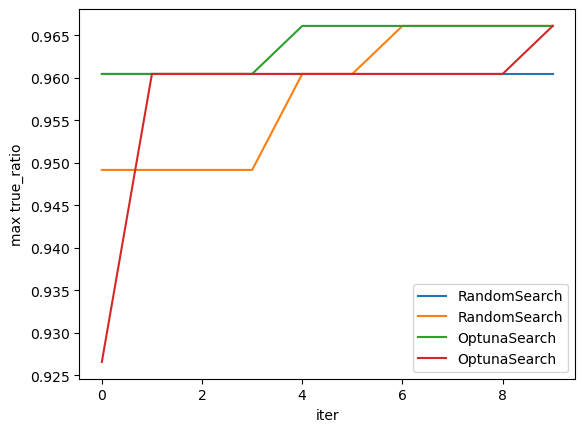 0.965
0.960
0.955
0.950
0.945
0.940
0.935
0.930
0.925
max true_ratio
0 2 4 6 8
iter
RandomSearch
RandomSearch
OptunaSearch
OptunaSearch